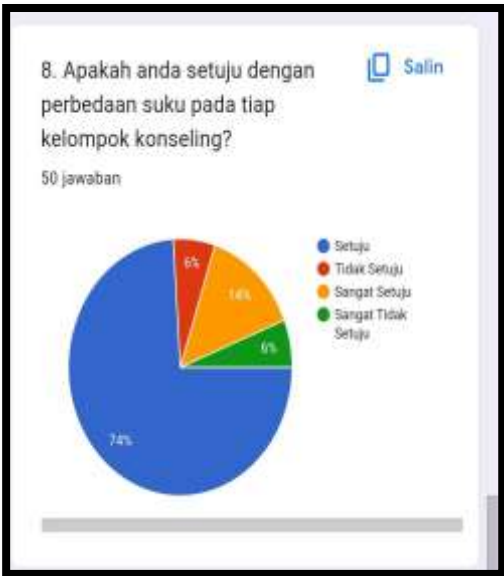 8. Apakah anda setuju dengan
perbedaan suku pada tiap
kelompok konseling?
Salin
50 jawaban
6%
14%
6%
74%
Setuju
Tidak Setuju
Sangat Setuju
Sangat Tidak
Setuju